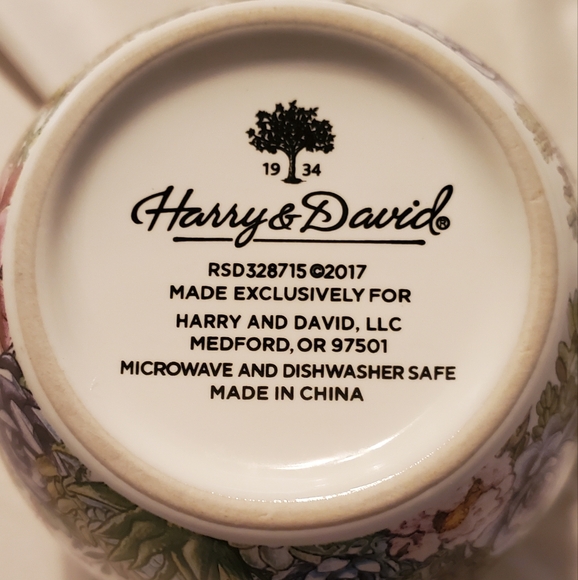 19 34
Harry & David®
RSD328715 ©2017
MADE EXCLUSIVELY FOR
HARRY AND DAVID, LLC
MEDFORD, OR 97501
MICROWAVE AND DISHWASHER SAFE
MADE IN CHINA